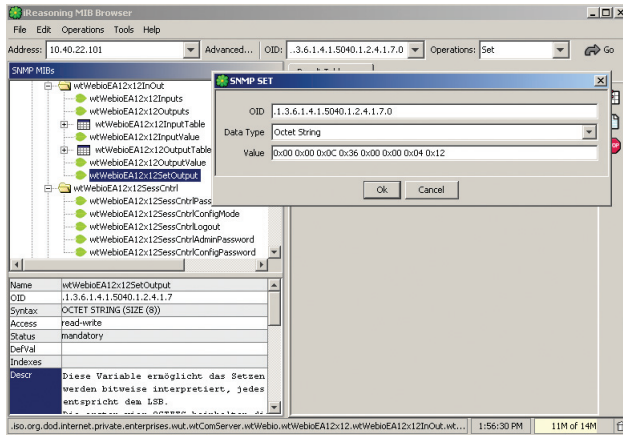 iReasoning MIB Browser
File Edit Operations Tools Help
Address: 10.40.22.101 Advanced... OID: ..3.6.1.4.1.5040.1.2.4.1.7.0 Operations: Set Go
SNMP MIBs
wtWebioEA12x12InOut
wtWebioEA12x12Inputs
wtWebioEA12x12Outputs
wtWebioEA12x12InputTable
wtWebioEA12x12InputValue
wtWebioEA12x12OutputTable
wtWebioEA12x12OutputValue
wtWebioEA12x12SetOutput
wtWebioEA12x12SessCntrl
wtWebioEA12x12SessCntrlPass
wtWebioEA12x12SessCntrlConfigMode
wtWebioEA12x12SessCntrlLogout
wtWebioEA12x12SessCntrlAdminPassword
wtWebioEA12x12SessCntrlConfigPassword
SNMP SET
OID .1.3.6.1.4.1.5040.1.2.4.1.7.0
Data Type Octet String
Value 0x00 0x00 0x0C 0x36 0x00 0x00 0x04 0x12
Ok Cancel
Name wtWebioEA12x12SetOutput
OID .1.3.6.1.4.1.5040.1.2.4.1.7
Syntax OCTET STRING (SIZE (8))
Access read-write
Status mandatory
DefVal
Indexes
Descr Diese Variable ermöglicht das Setzen
werden bitweise interpretiert, jedes
entspricht dem LSB.
.iso.org.dod.internet.private.enterprises.wut.wtComServer.wtWebio.wtWebioEA12x12.wtWebioEA12x12InOut.wt... 1:56:30 PM 11M of 14M